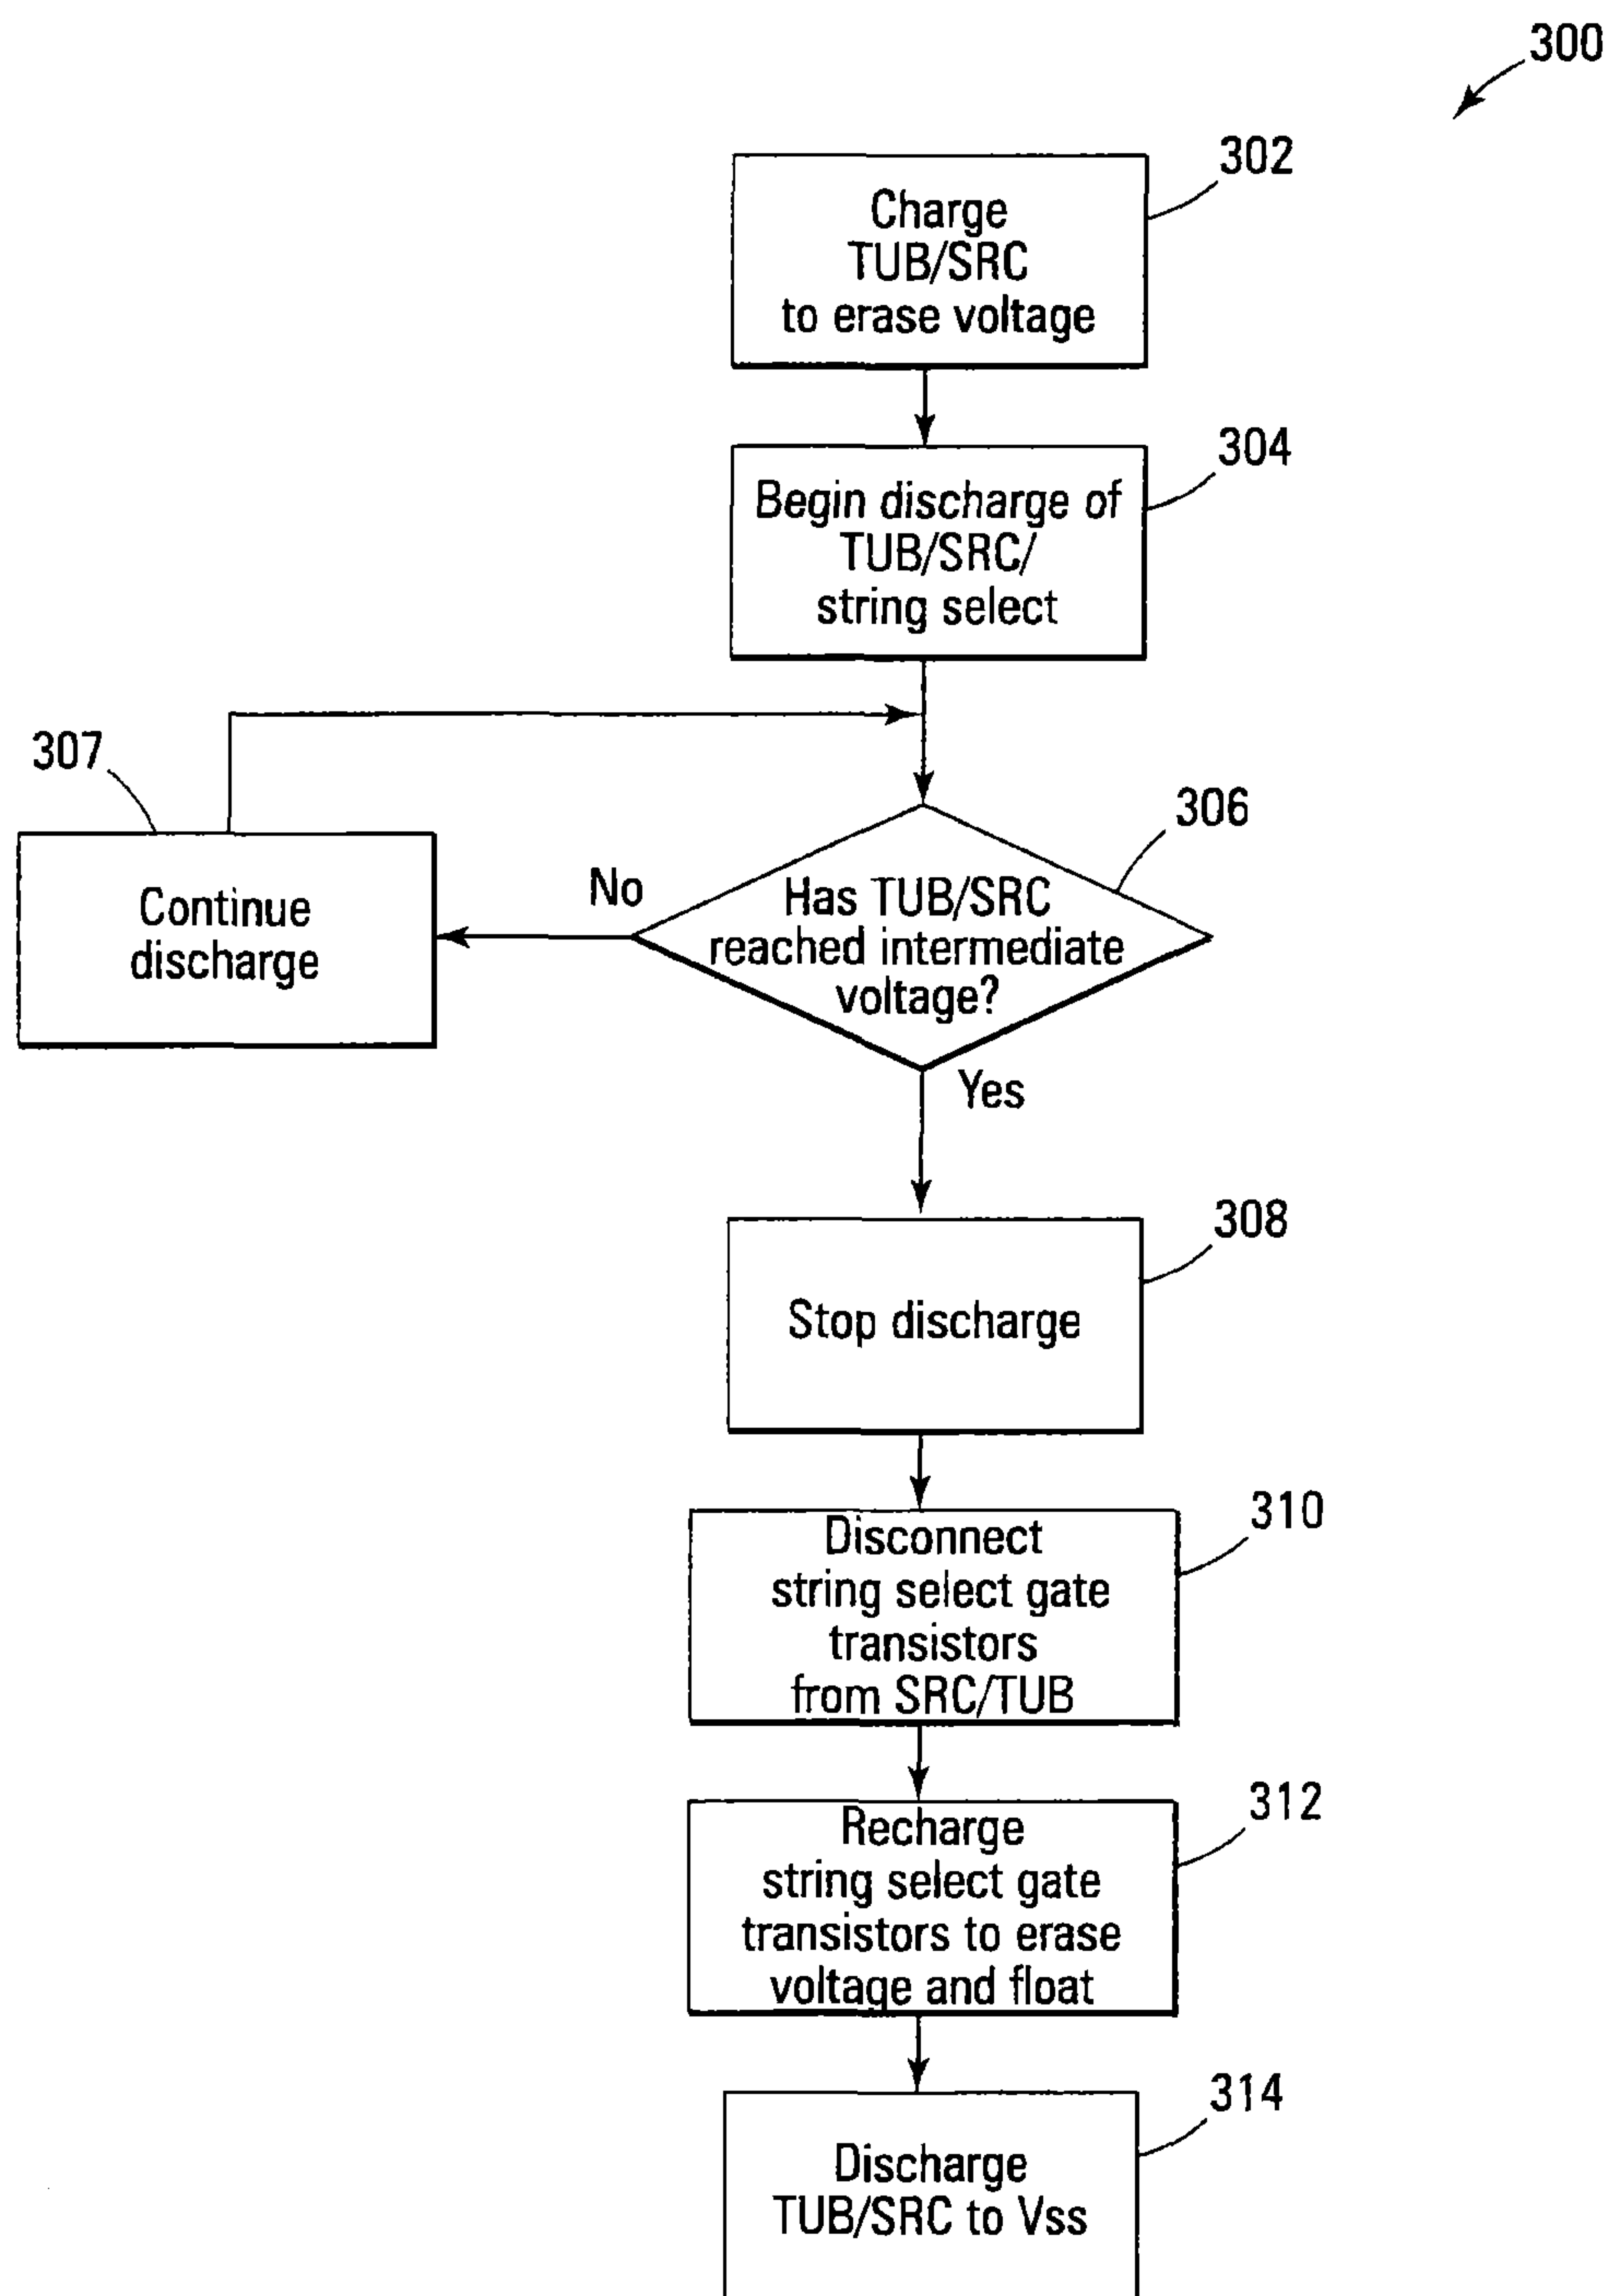 300
302
Charge
TUB/SRC
to erase voltage
304
Begin discharge of
TUB/SRC/
string select
307
Continue
discharge
No
306
Has TUB/SRC
reached intermediate
voltage?
Yes
308
Stop discharge
310
Disconnect
string select gate
transistors
from SRC/TUB
312
Recharge
string select gate
transistors to erase
voltage and float
314
Discharge
TUB/SRC to Vss